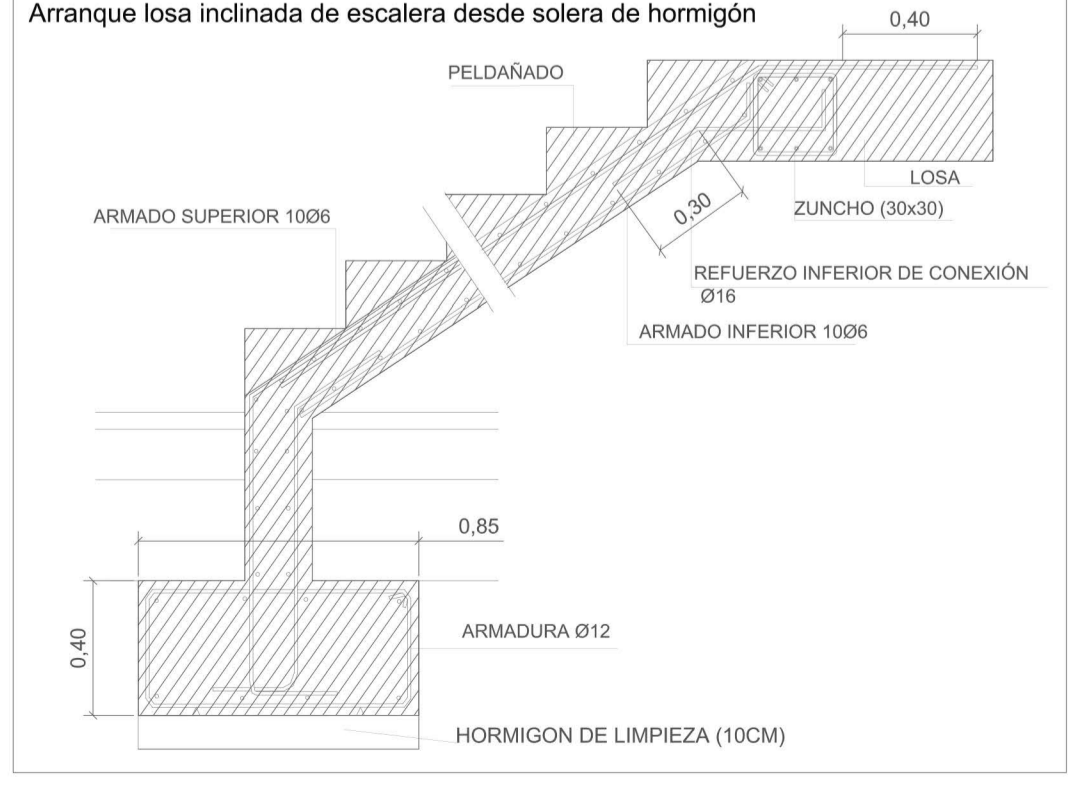 Arranque losa inclinada de escalera desde solera de hormigón
0,40
PELDAÑADO
LOSA
ZUNCHO (30x30)
ARMADO SUPERIOR 10Ø6
0,30
REFUERZO INFERIOR DE CONEXIÓN
Ø16
ARMADO INFERIOR 10Ø6
0,85
0,40
ARMADURA Ø12
HORMIGON DE LIMPIEZA (10CM)